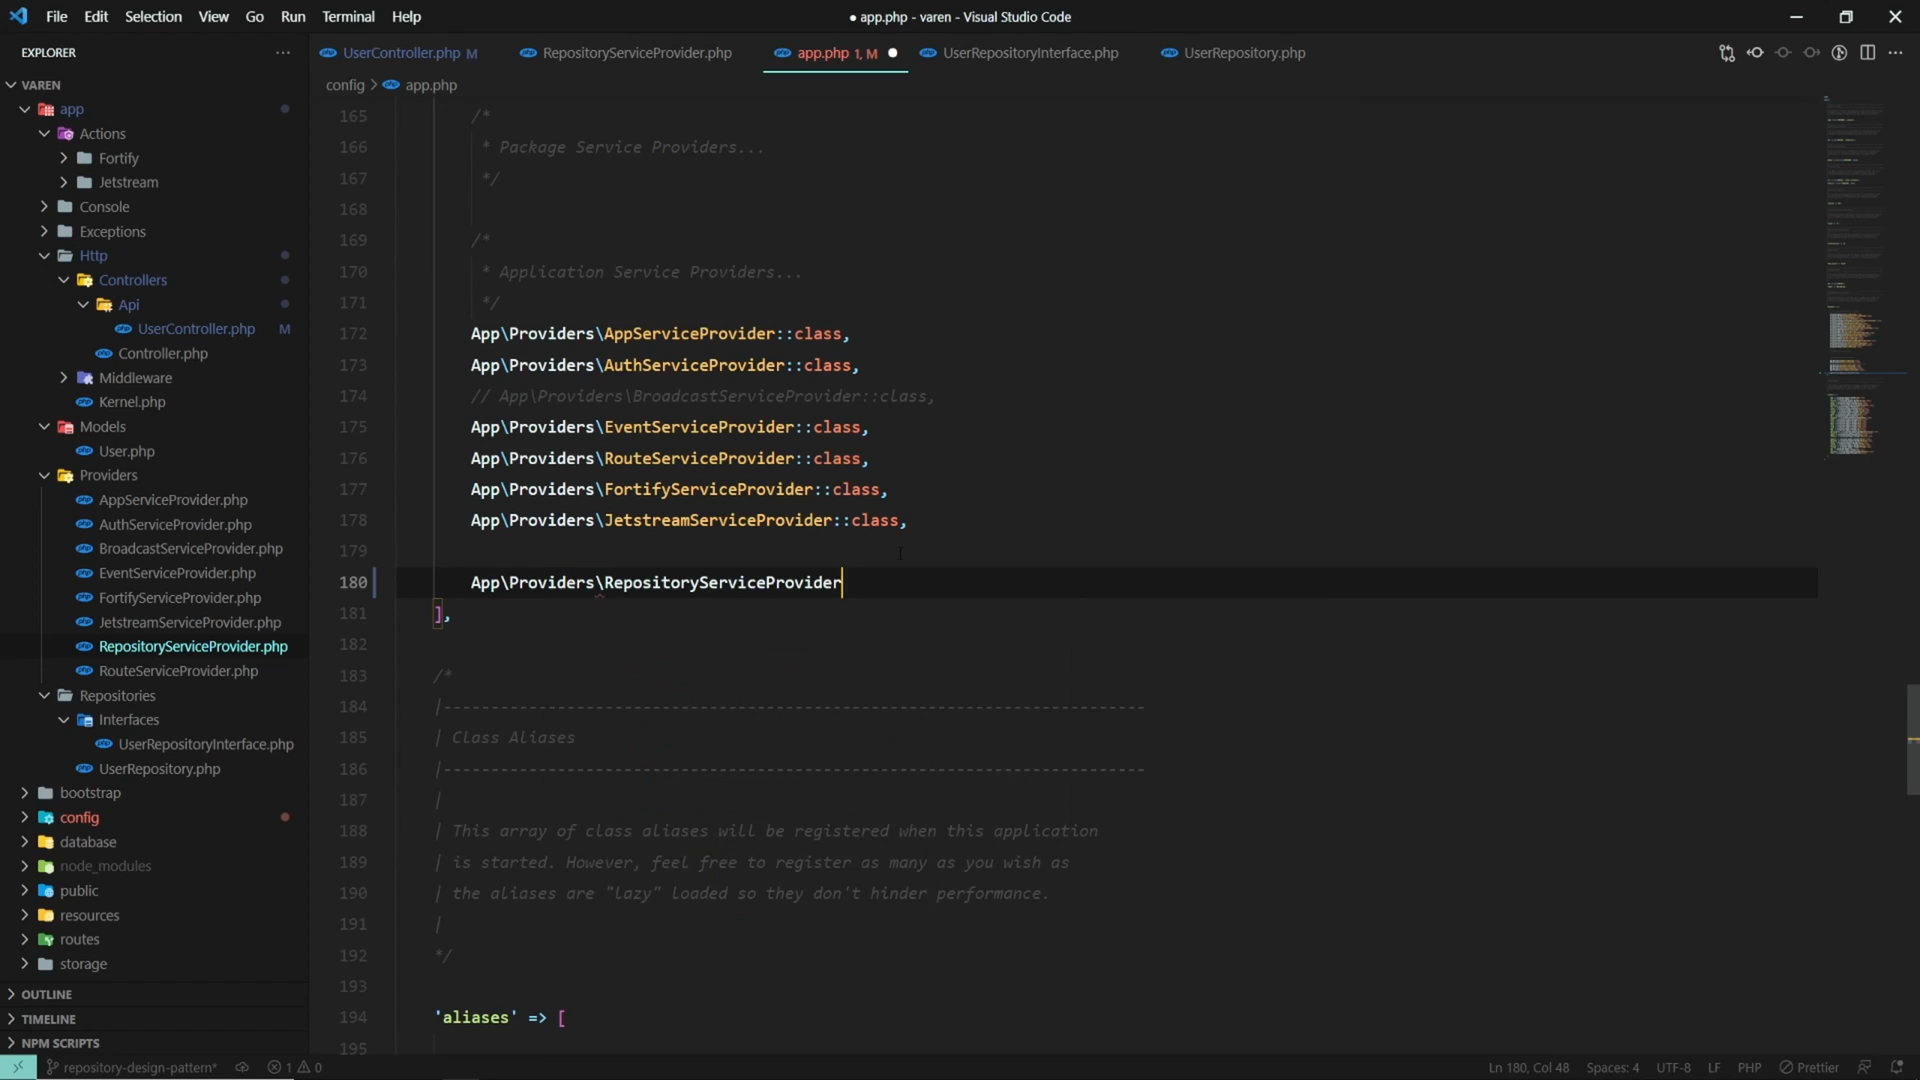 File Edit Selection View Go Run Terminal Help
● app.php - varen - Visual Studio Code
EXPLORER
UserController.php M
RepositoryServiceProvider.php
app.php 1, M
UserRepositoryInterface.php
UserRepository.php
config > app.php
VAREN
app
Actions
Fortify
Jetstream
Console
Exceptions
Http
Controllers
Api
UserController.php M
Controller.php
Middleware
Kernel.php
Models
User.php
Providers
AppServiceProvider.php
AuthServiceProvider.php
BroadcastServiceProvider.php
EventServiceProvider.php
FortifyServiceProvider.php
JetstreamServiceProvider.php
RepositoryServiceProvider.php
RouteServiceProvider.php
Repositories
Interfaces
UserRepositoryInterface.php
UserRepository.php
bootstrap
config
database
node_modules
public
resources
routes
storage
OUTLINE
TIMELINE
NPM SCRIPTS
165 /*
166 * Package Service Providers...
167 */
168
169 /*
170 * Application Service Providers...
171 */
172 App\Providers\AppServiceProvider::class,
173 App\Providers\AuthServiceProvider::class,
174 // App\Providers\BroadcastServiceProvider::class,
175 App\Providers\EventServiceProvider::class,
176 App\Providers\RouteServiceProvider::class,
177 App\Providers\FortifyServiceProvider::class,
178 App\Providers\JetstreamServiceProvider::class,
179
180 App\Providers\RepositoryServiceProvider
181 ],
182
183 /*
184 |--------------------------------------------------------------------------
185 | Class Aliases
186 |--------------------------------------------------------------------------
187 |
188 | This array of class aliases will be registered when this application
189 | is started. However, feel free to register as many as you wish as
190 | the aliases are "lazy" loaded so they don't hinder performance.
191 |
192 */
193
194 'aliases' => [
195
repository-design-pattern* 1 0
Ln 180, Col 48 Spaces: 4 UTF-8 LF PHP Prettier